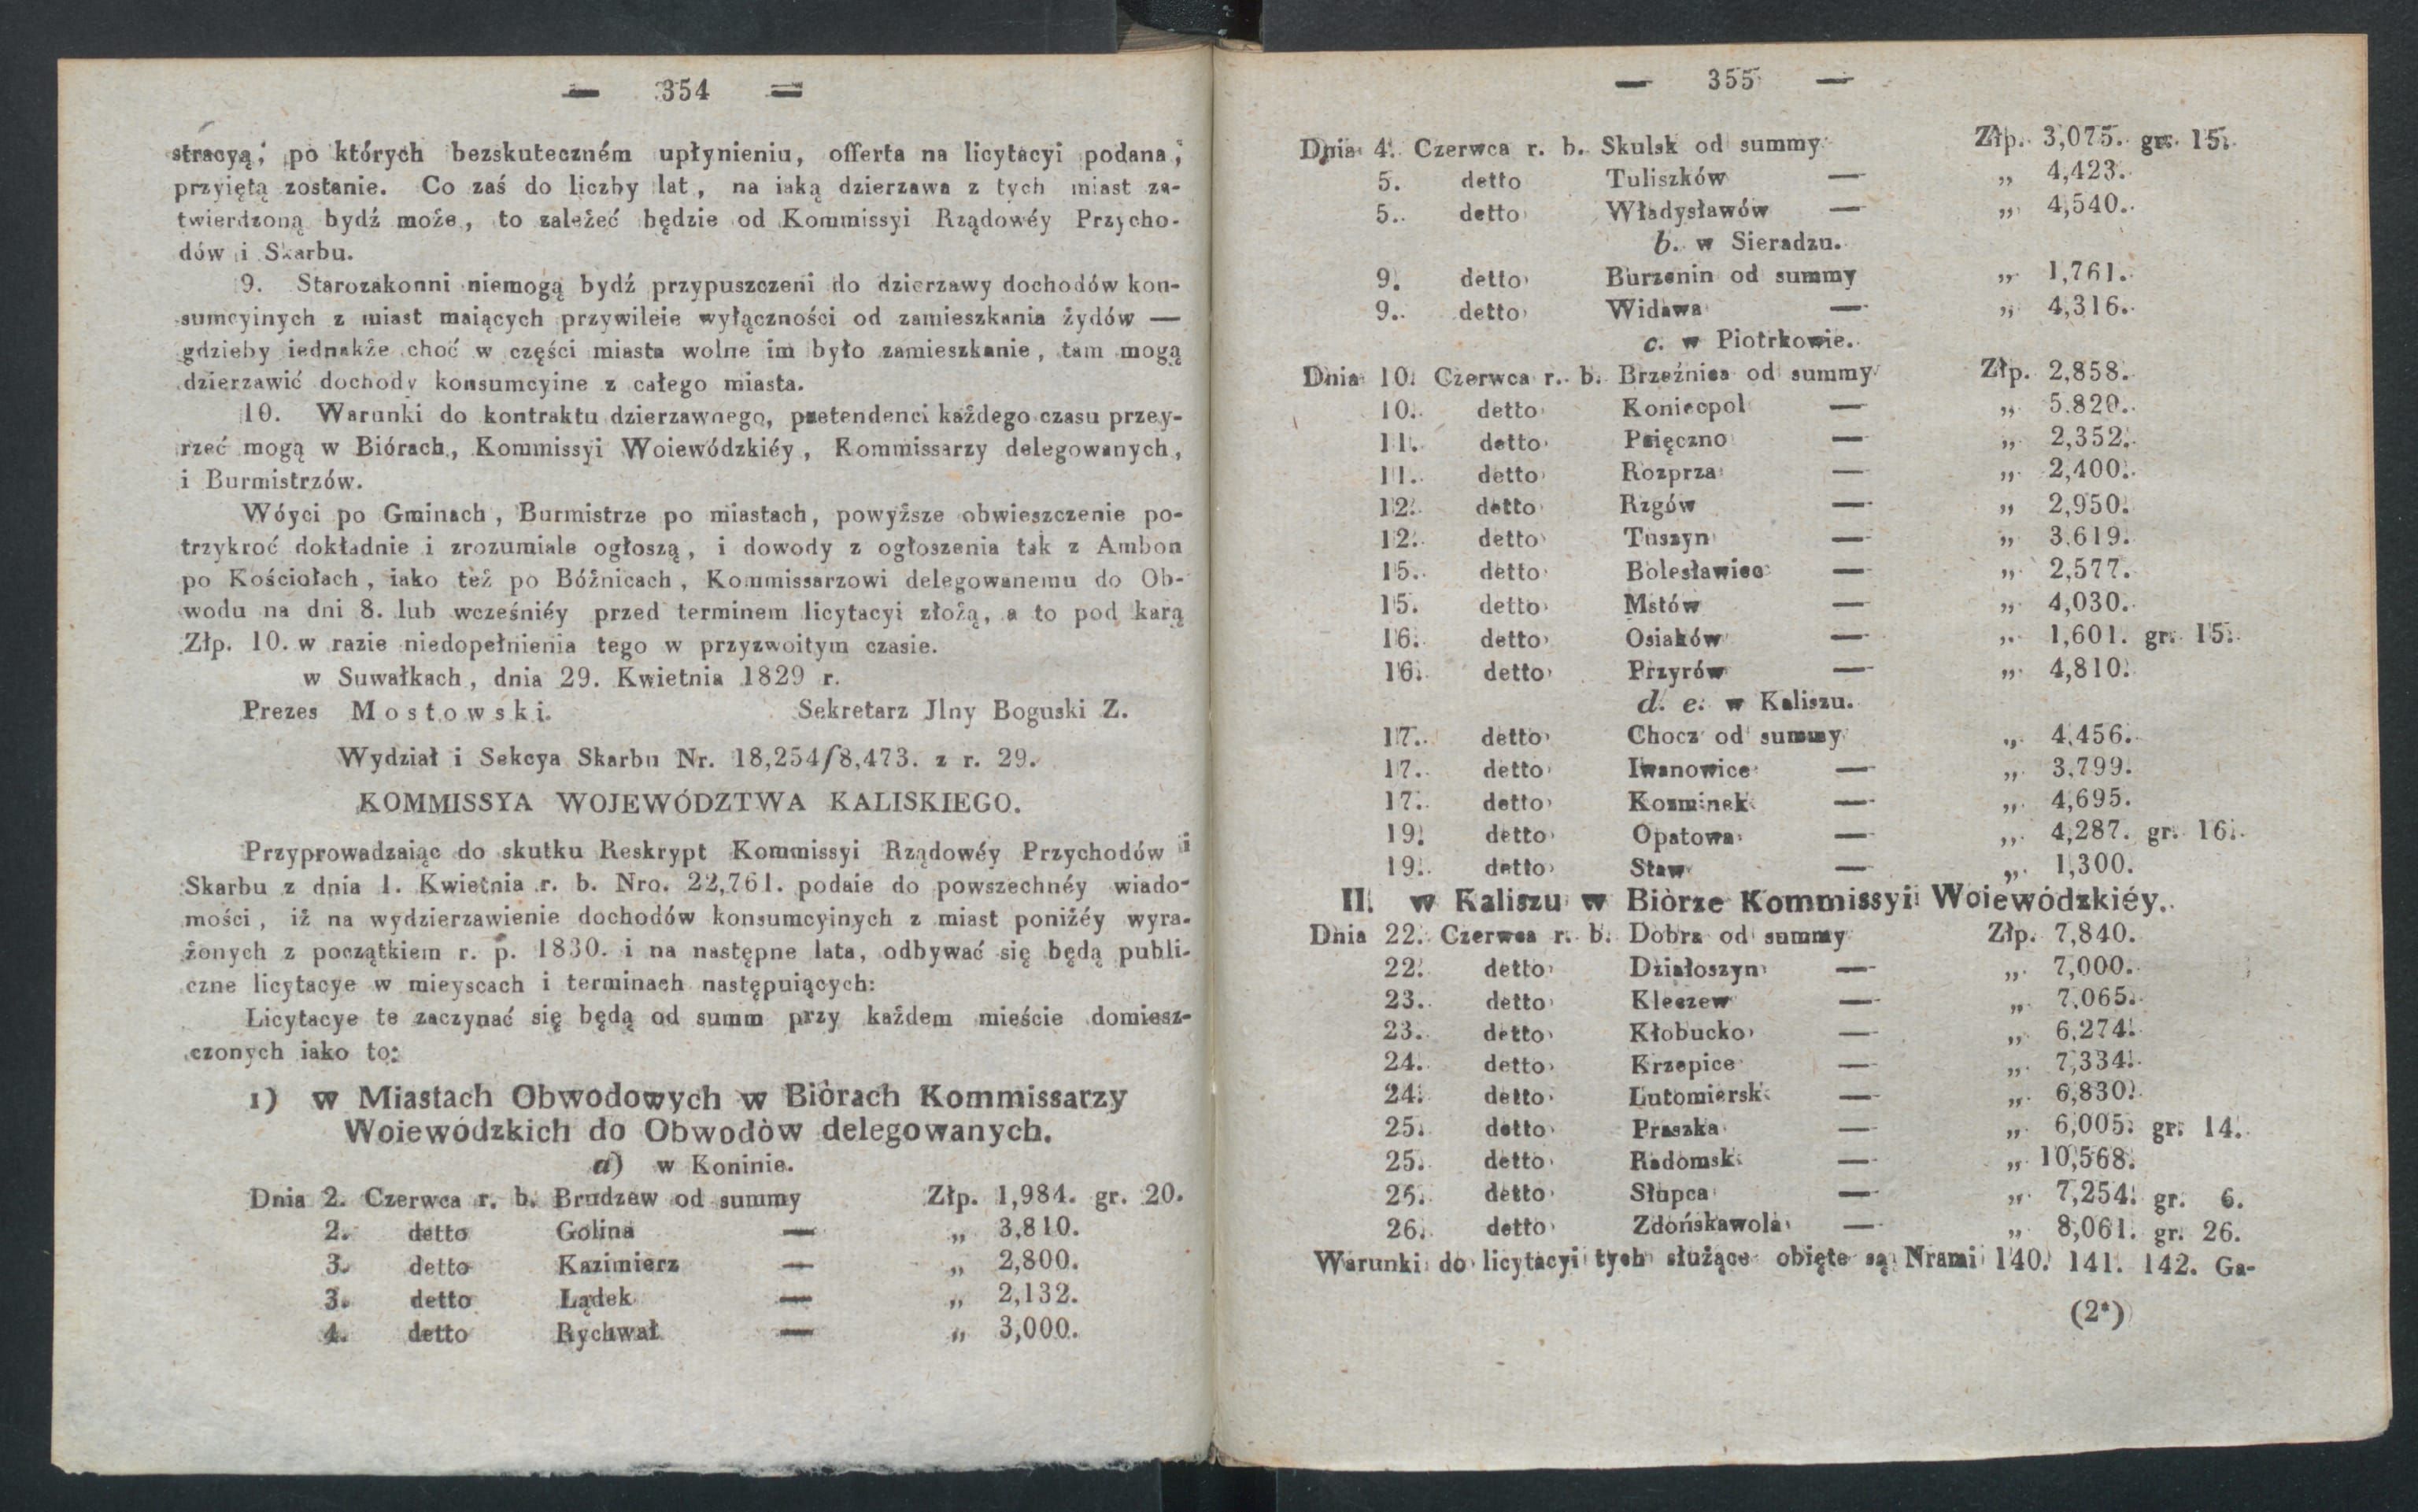 — 354 —
stracyą, po których bezskuteczném upłynieniu, offerta na licytacyi podana,
przyiętą zostanie. Co zaś do liczby lat, na iaką dzierzawa z tych miast za-
twierdzoną bydź może, to zależeć będzie od Kommissyi Rządowéy Przycho-
dów i Skarbu.
9. Starozakonni niemogą bydź przypuszczeni do dzierzawy dochodów kon-
sumcyinych z miast maiących przywileie wyłączności od zamieszkania żydów —
gdzieby iednakże choć w części miasta wolne im było zamieszkanie, tam mogą
dzierzawić dochody konsumcyine z całego miasta.
10. Warunki do kontraktu dzierzawnego, pretendenci każdego czasu przey-
rzeć mogą w Biórach, Kommissyi Woiewódzkiéy, Kommissarzy delegowanych,
i Burmistrzów.
Wóyci po Gminach, Burmistrze po miastach, powyższe obwieszczenie po-
trzykroć dokładnie i zrozumiale ogłoszą, i dowody z ogłoszenia tak z Ambon
po Kościołach, iako też po Bóżnicach, Kommissarzowi delegowanemu do Ob-
wodu na dni 8. lub wcześniéy przed terminem licytacyi złożą, a to pod karą
Złp. 10. w razie niedopełnienia tego w przyzwoitym czasie.
w Suwałkach, dnia 29. Kwietnia 1829 r.
Prezes Mostowski. Sekretarz Jlny Boguski Z.
Wydział i Sekcya Skarbu Nr. 18,254/8,473. z r. 29.
KOMMISSYA WOJEWÓDZTWA KALISKIEGO.
Przyprowadzaiąc do skutku Reskrypt Kommissyi Rządowéy Przychodów i
Skarbu z dnia 1. Kwietnia r. b. Nro. 22,761. podaie do powszechnéy wiado-
mości, iż na wydzierzawienie dochodów konsumcyinych z miast poniżéy wyra-
żonych z początkiem r. p. 1830. i na następne lata, odbywać się będą publi-
czne licytacye w mieyscach i terminach następuiących:
Licytacye te zaczynać się będą od summ przy każdem mieście domiesz-
czonych iako to:
1) w Miastach Obwodowych w Biòrach Kommissarzy
Woiewódzkich do Obwodòw delegowanych.
a) w Koninie.
Dnia 2. Czerwca r. b. Brudzew od summy Złp. 1,984. gr. 20.
2. detto Golina — „ 3,810.
3. detto Kazimierz — „ 2,800.
3. detto Lądek — „ 2,132.
4. detto Rychwał — „ 3,000.
— 355 —
Dnia 4. Czerwca r. b. Skulsk od summy Złp. 3,075. gr. 15.
5. detto Tuliszków — „ 4,423.
5. detto Władysławów — „ 4,540.
b. w Sieradzu.
9. detto Burzenin od summy „ 1,761.
9. detto Widawa — „ 4,316.
c. w Piotrkowie.
Dnia 10. Czerwca r. b. Brzeźnica od summy Złp. 2,858.
10. detto Koniecpol — „ 5.820.
11. detto Paięczno — „ 2,352.
11. detto Rozprza — „ 2,400.
12. detto Rzgów — „ 2,950.
12. detto Tuszyn — „ 3.619.
15. detto Bolesławiec — „ 2,577.
15. detto Mstów — „ 4,030.
16. detto Osiaków — „ 1,601. gr. 15.
16. detto Przyrów — „ 4,810.
d. e. w Kaliszu.
17. detto Chocz od summy „ 4,456.
17. detto Iwanowice — „ 3,799.
17. detto Kozminek — „ 4,695.
19. detto Opatowa — „ 4,287. gr. 16.
19. detto Staw — „ 1,300.
II. w Kaliszu w Biòrze Kommissyi Woiewódzkiéy.
Dnia 22. Czerwca r. b. Dobra od summy Złp. 7,840.
22. detto Działoszyn — „ 7,000.
23. detto Kleczew — „ 7,065.
23. detto Kłobucko — „ 6,274.
24. detto Krzepice — „ 7,334.
24. detto Lutomiersk — „ 6,830.
25. detto Praszka — „ 6,005. gr. 14.
25. detto Radomsk — „ 10,568.
26. detto Słupca — „ 7,254. gr. 6.
26. detto Zdońskawola — „ 8,061. gr. 26.
Warunki do licytacyi tych służące obięte są Nrami 140. 141. 142. Ga-
(2*)